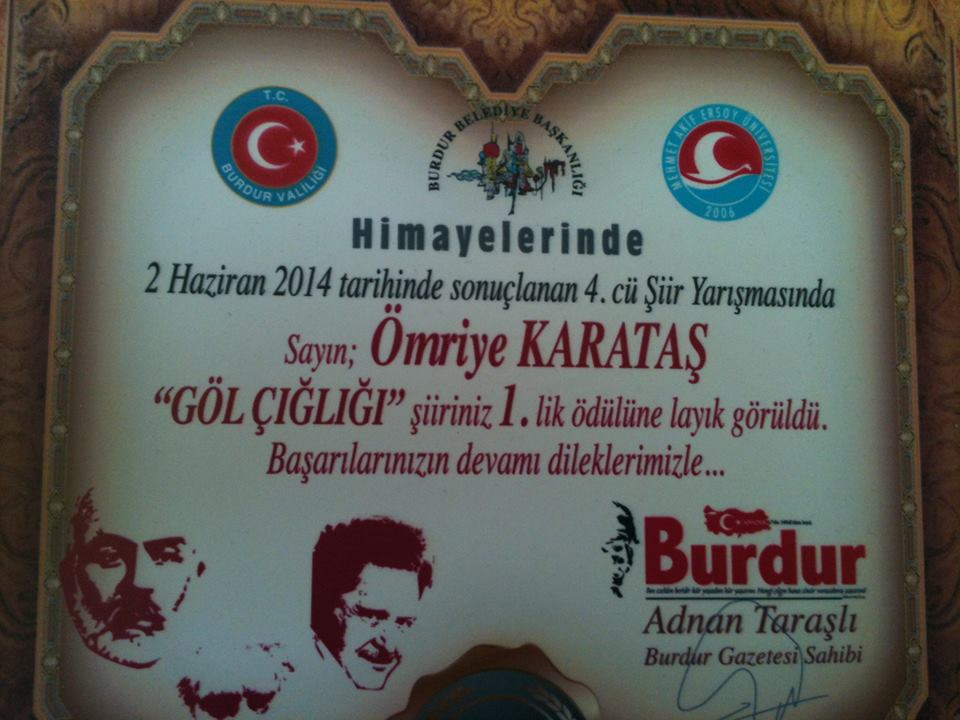 T.C.
BURDUR VALİLİĞİ
BURDUR BELEDİYE BAŞKANLIĞI
MEHMET AKİF ERSOY ÜNİVERSİTESİ
2006
Himayelerinde
2 Haziran 2014 tarihinde sonuçlanan 4. cü Şiir Yarışmasında
Sayın; Ömriye KARATAŞ
“GÖL ÇIĞLIĞI” şiiriniz 1. lik ödülüne layık görüldü.
Başarılarınızın devamı dileklerimizle...
Burdur
Adnan Taraşlı
Burdur Gazetesi Sahibi